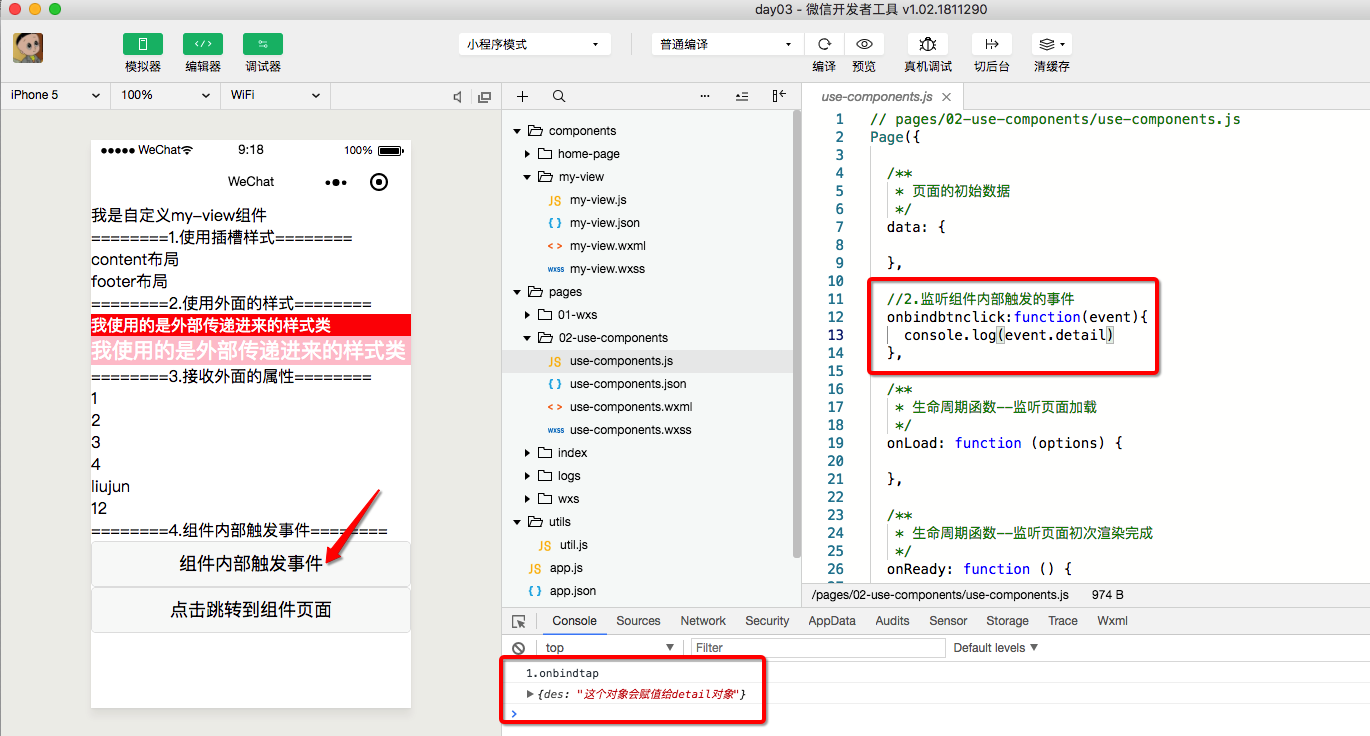 day03 - 微信开发者工具 v1.02.1811290
模拟器
编辑器
调试器
小程序模式
普通编译
编译
预览
真机调试
切后台
清缓存
iPhone 5
100%
WiFi
WeChat
9:18
100%
WeChat
我是自定义my-view组件
========1.使用插槽样式========
content布局
footer布局
========2.使用外面的样式========
我使用的是外部传递进来的样式类
我使用的是外部传递进来的样式类
========3.接收外面的属性========
1
2
3
4
liujun
12
========4.组件内部触发事件========
组件内部触发事件
点击跳转到组件页面
components
home-page
my-view
JS my-view.js
{ } my-view.json
< > my-view.wxml
wxss my-view.wxss
pages
01-wxs
02-use-components
JS use-components.js
{ } use-components.json
< > use-components.wxml
wxss use-components.wxss
index
logs
wxs
utils
JS util.js
JS app.js
{ } app.json
use-components.js
1 // pages/02-use-components/use-components.js
2 Page({
3
4 /**
5 * 页面的初始数据
6 */
7 data: {
8
9 },
10
11 //2.监听组件内部触发的事件
12 onbindbtnclick:function(event){
13 console.log(event.detail)
14 },
15
16 /**
17 * 生命周期函数--监听页面加载
18 */
19 onLoad: function (options) {
20
21 },
22
23 /**
24 * 生命周期函数--监听页面初次渲染完成
25 */
26 onReady: function () {
/pages/02-use-components/use-components.js 974 B
Console Sources Network Security AppData Audits Sensor Storage Trace Wxml
top Filter Default levels
1.onbindtap
{des: "这个对象会赋值给detail对象"}